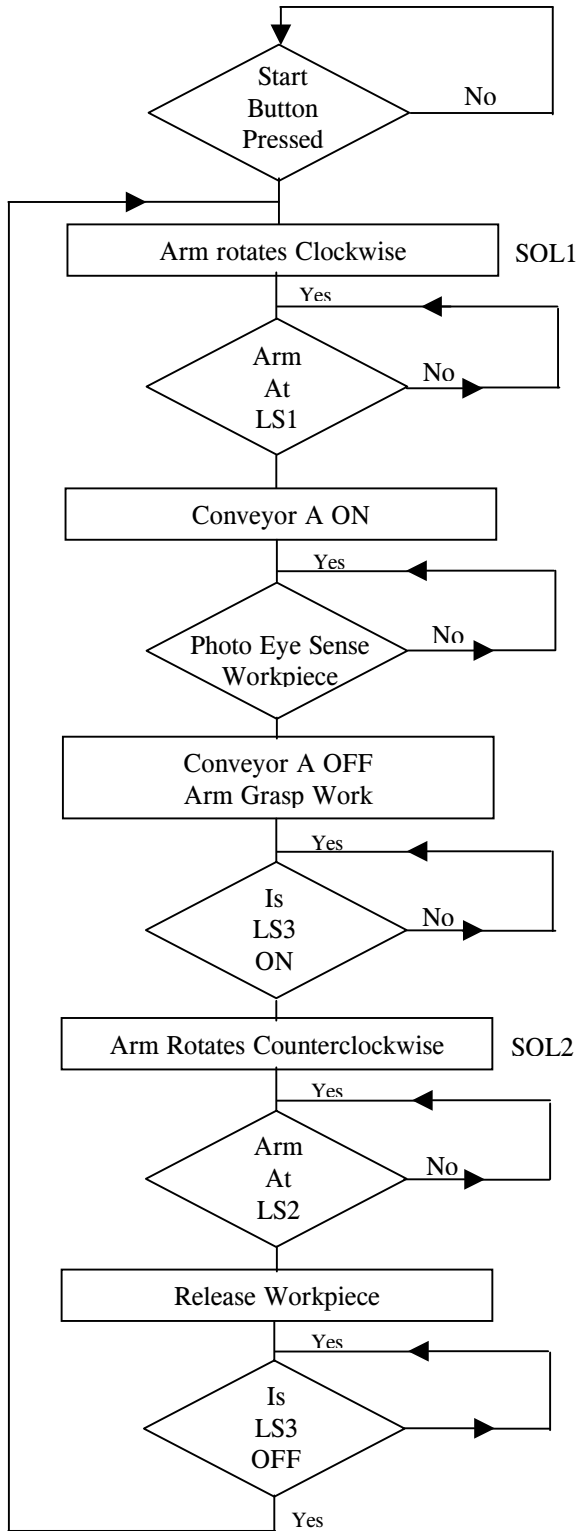 Start
Button
Pressed
No
Arm rotates Clockwise
SOL1
Yes
Arm
At
LS1
No
Conveyor A ON
Yes
Photo Eye Sense
Workpiece
No
Conveyor A OFF
Arm Grasp Work
Yes
Is
LS3
ON
No
Arm Rotates Counterclockwise
SOL2
Yes
Arm
At
LS2
No
Release Workpiece
Yes
Is
LS3
OFF
Yes